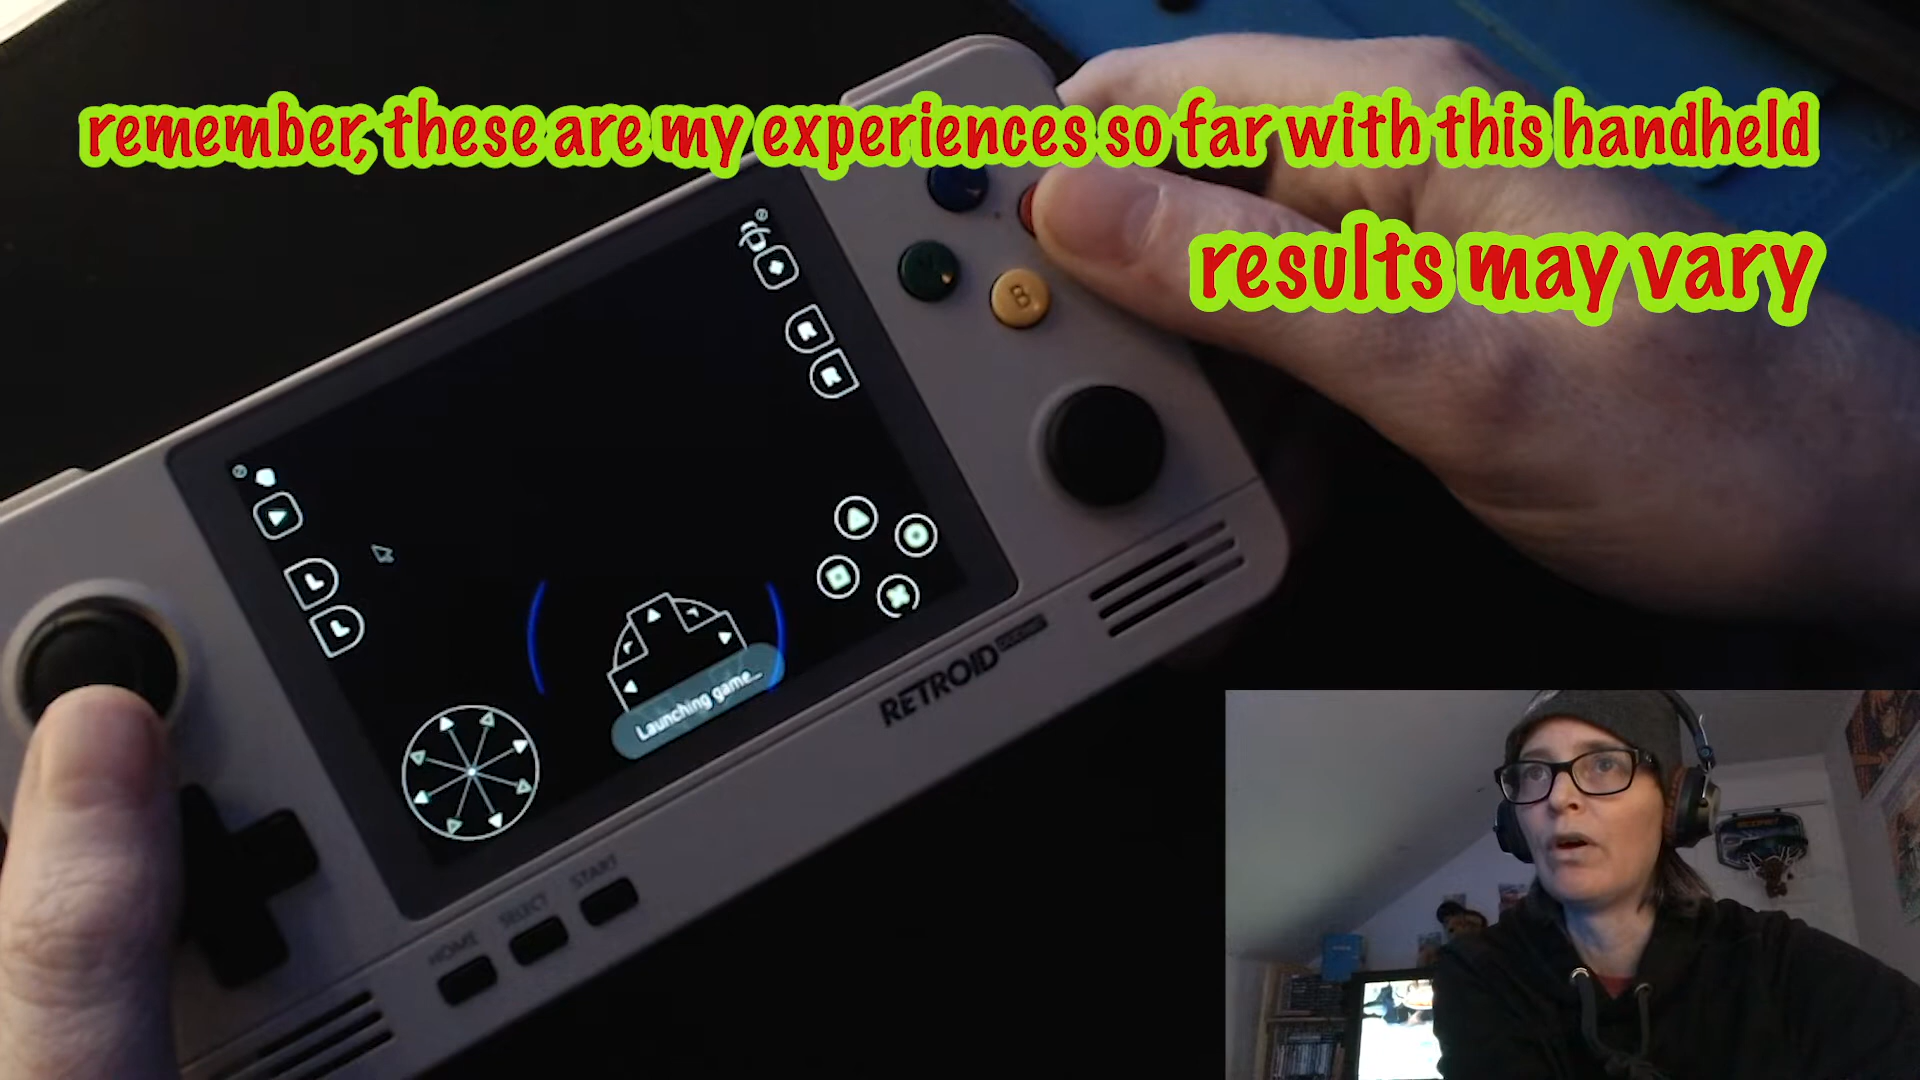 remember, these are my experiences so far with this handheld
results may vary
B
Launching game...
RETROID POCKET
HOME
SELECT
START